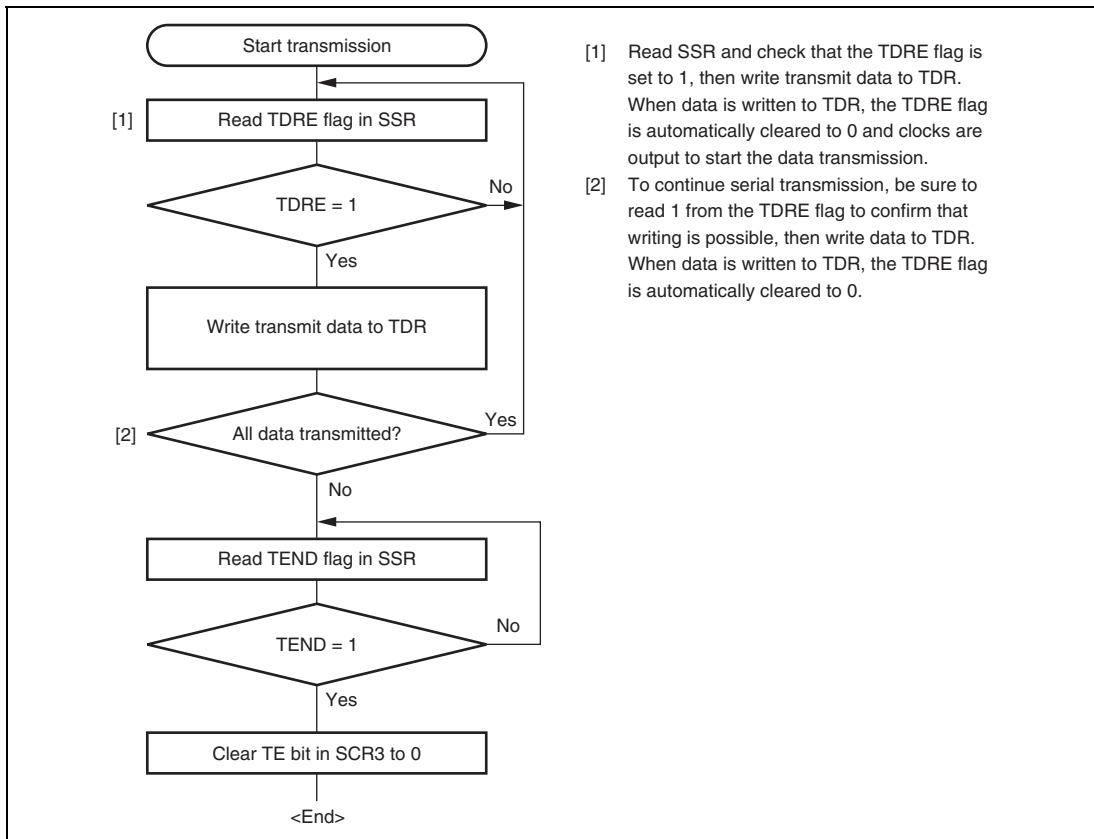 Start transmission
[1]
Read TDRE flag in SSR
TDRE = 1
No
Yes
Write transmit data to TDR
[2]
All data transmitted?
Yes
No
Read TEND flag in SSR
TEND = 1
No
Yes
Clear TE bit in SCR3 to 0
<End>
[1] Read SSR and check that the TDRE flag is
set to 1, then write transmit data to TDR.
When data is written to TDR, the TDRE flag
is automatically cleared to 0 and clocks are
output to start the data transmission.
[2] To continue serial transmission, be sure to
read 1 from the TDRE flag to confirm that
writing is possible, then write data to TDR.
When data is written to TDR, the TDRE flag
is automatically cleared to 0.